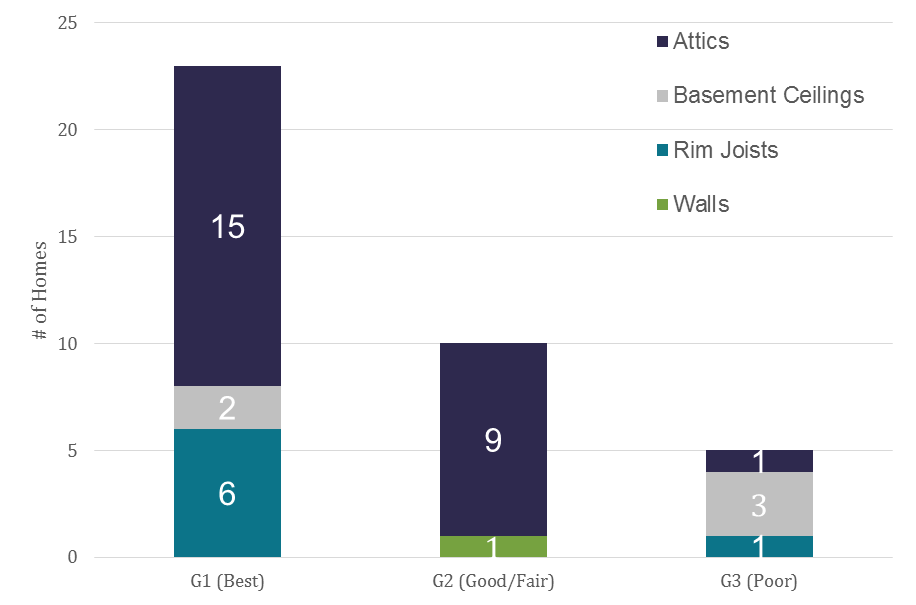 25
20
15
10
5
0
# of Homes
Attics
Basement Ceilings
Rim Joists
Walls
15
2
6
9
1
1
3
1
G1 (Best)
G2 (Good/Fair)
G3 (Poor)